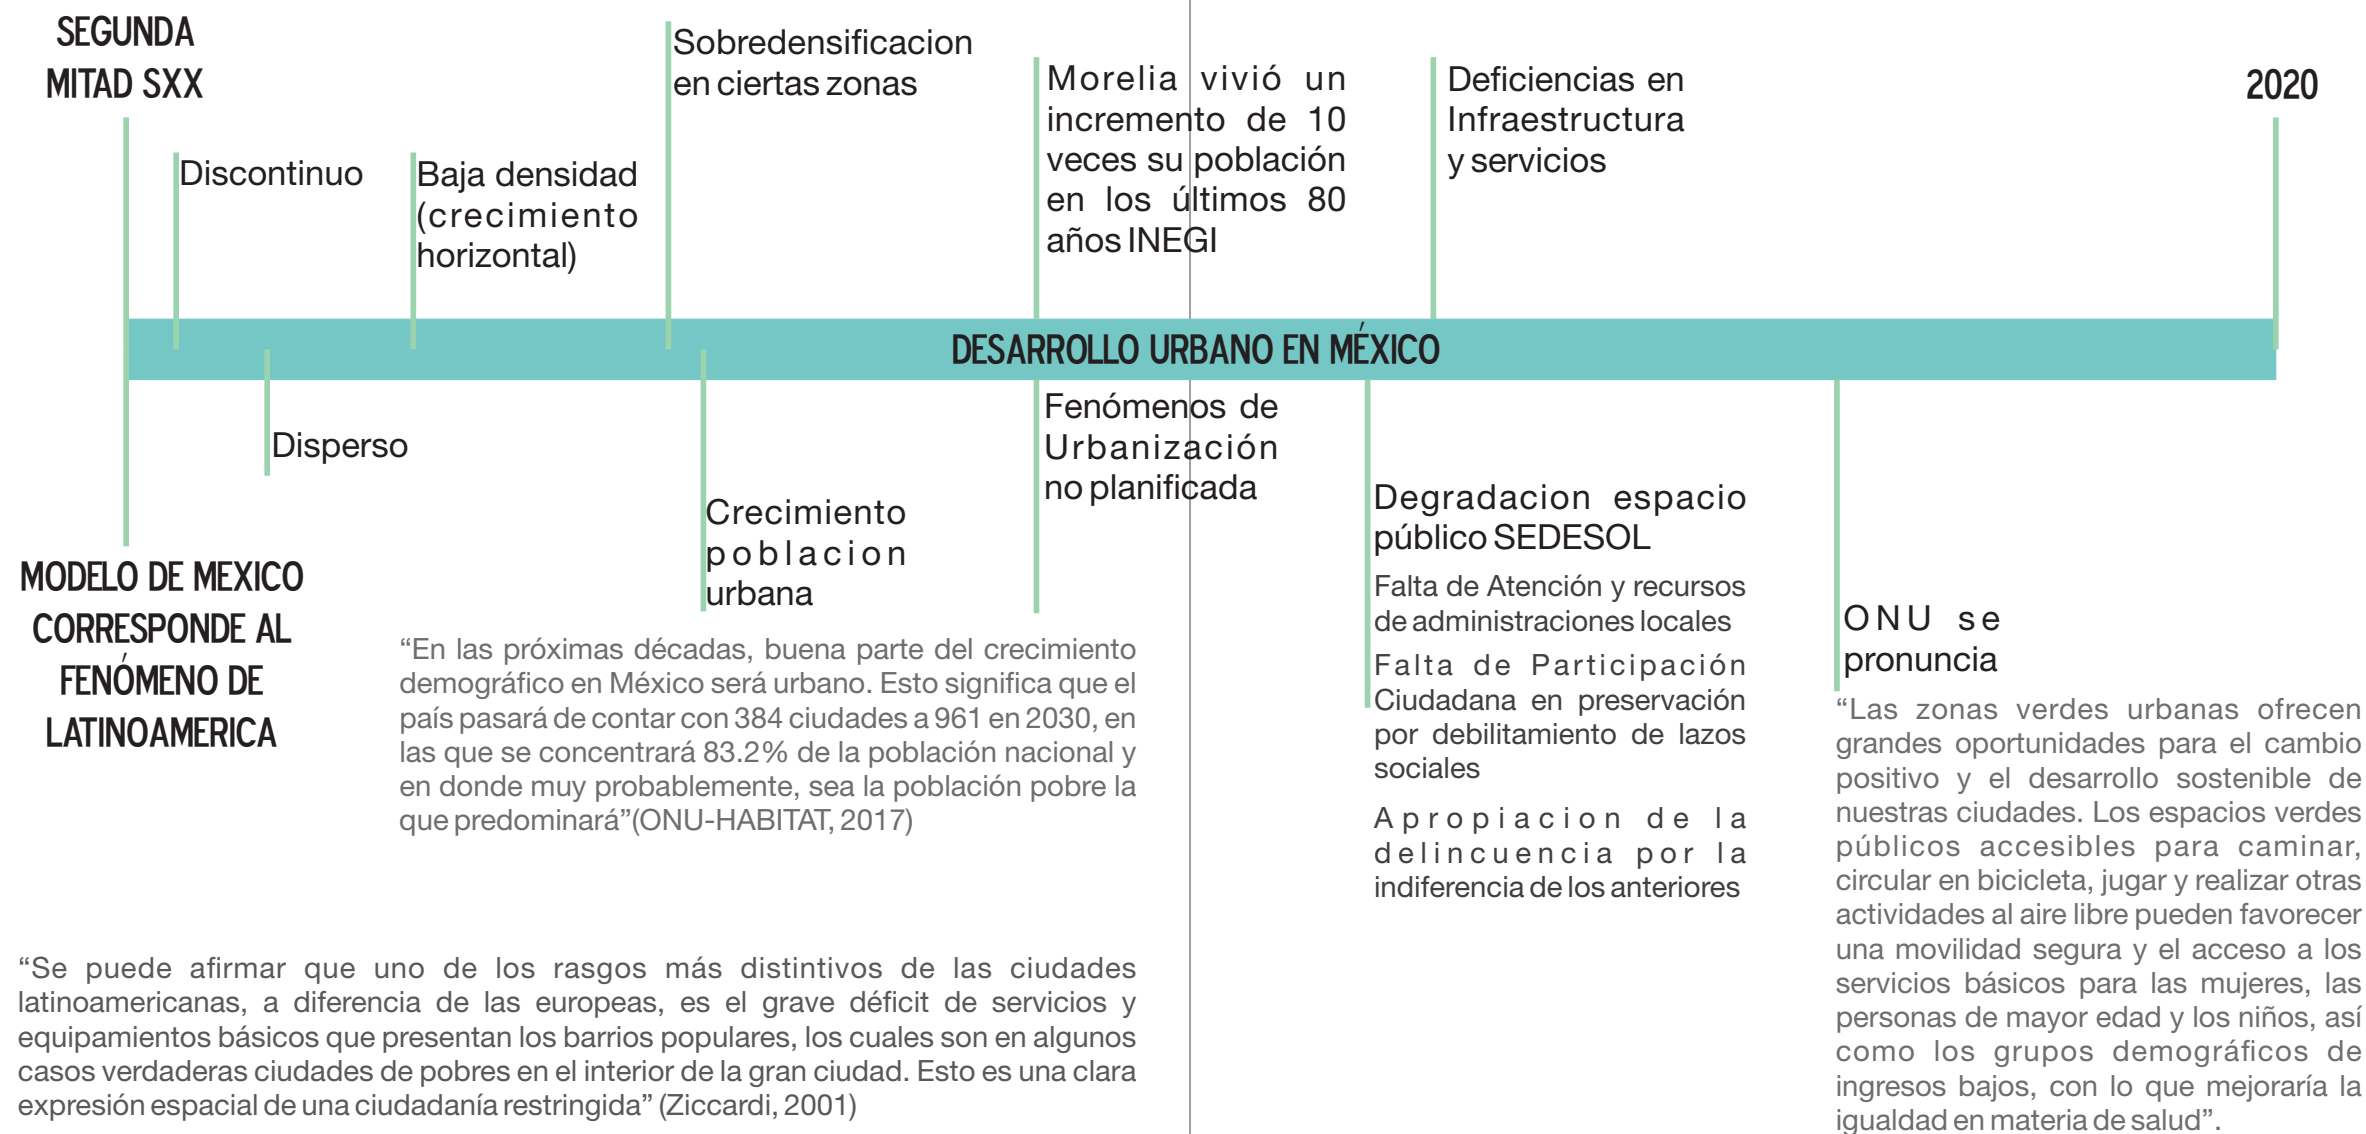 SEGUNDA
MITAD SXX
Discontinuo
Baja densidad
(crecimiento
horizontal)
Sobredensificacion
en ciertas zonas
Morelia vivió un
incremento de 10
veces su población
en los últimos 80
años INEGI
Deficiencias en
Infraestructura
y servicios
2020
DESARROLLO URBANO EN MÉXICO
Disperso
Crecimiento
poblacion
urbana
Fenómenos de
Urbanización
no planificada
MODELO DE MEXICO
CORRESPONDE AL
FENÓMENO DE
LATINOAMERICA
“En las próximas décadas, buena parte del crecimiento
demográfico en México será urbano. Esto significa que el
país pasará de contar con 384 ciudades a 961 en 2030, en
las que se concentrará 83.2% de la población nacional y
en donde muy probablemente, sea la población pobre la
que predominará”(ONU-HABITAT, 2017)
“Se puede afirmar que uno de los rasgos más distintivos de las ciudades
latinoamericanas, a diferencia de las europeas, es el grave déficit de servicios y
equipamientos básicos que presentan los barrios populares, los cuales son en algunos
casos verdaderas ciudades de pobres en el interior de la gran ciudad. Esto es una clara
expresión espacial de una ciudadanía restringida” (Ziccardi, 2001)
Degradacion espacio
público SEDESOL
Falta de Atención y recursos
de administraciones locales
Falta de Participación
Ciudadana en preservación
por debilitamiento de lazos
sociales
Apropiacion de la
delincuencia por la
indiferencia de los anteriores
ONU se
pronuncia
“Las zonas verdes urbanas ofrecen
grandes oportunidades para el cambio
positivo y el desarrollo sostenible de
nuestras ciudades. Los espacios verdes
públicos accesibles para caminar,
circular en bicicleta, jugar y realizar otras
actividades al aire libre pueden favorecer
una movilidad segura y el acceso a los
servicios básicos para las mujeres, las
personas de mayor edad y los niños, así
como los grupos demográficos de
ingresos bajos, con lo que mejoraría la
igualdad en materia de salud”.